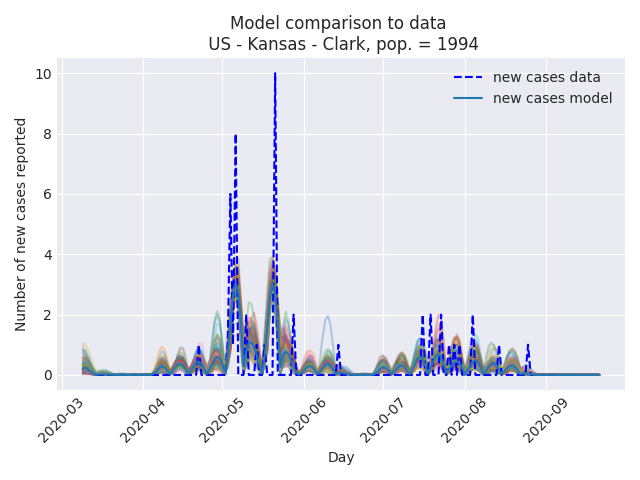 Model comparison to data
US - Kansas - Clark, pop. = 1994
new cases data
new cases model
Number of new cases reported
10
8
6
4
2
0
2020-03
2020-04
2020-05
2020-06
2020-07
2020-08
2020-09
Day